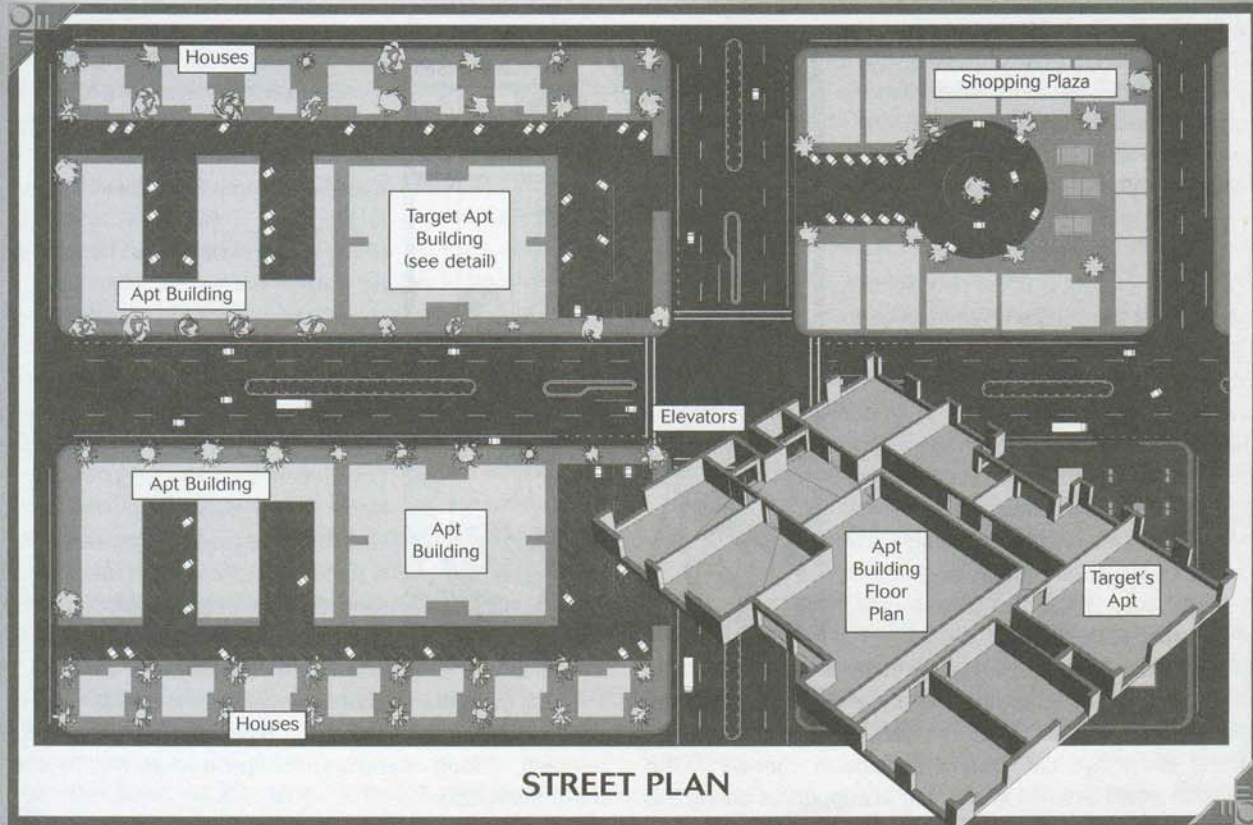 Houses
Shopping Plaza
Target Apt
Building
(see detail)
Apt Building
Elevators
Apt Building
Apt
Building
Apt
Building
Floor
Plan
Target's
Apt
Houses
STREET PLAN